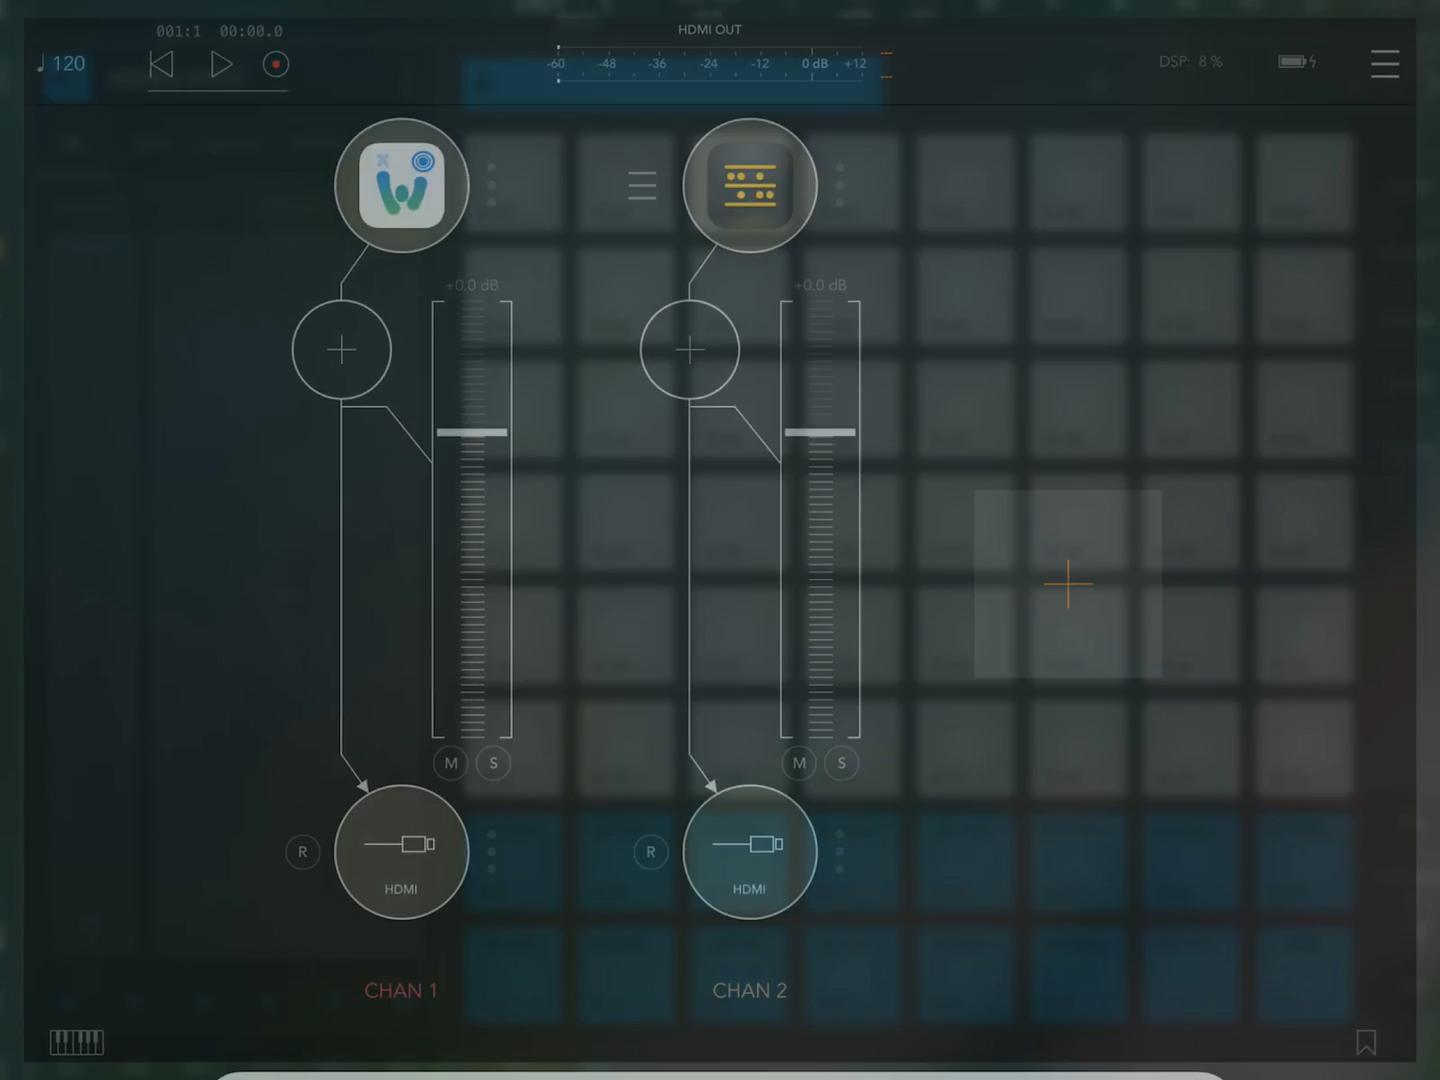 001:1 00:00.0
HDMI OUT
120
-60 -48 -36 -24 -12 0 dB +12
DSP: 8 %
+0.0 dB +0.0 dB
M S M S
R R
HDMI HDMI
CHAN 1 CHAN 2